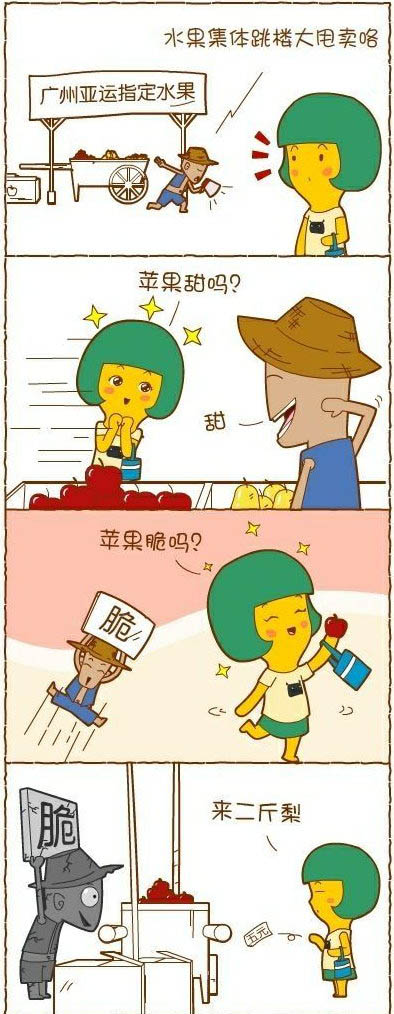 水果集体跳楼大甩卖咯
广州亚运指定水果
苹果甜吗?
甜
苹果脆吗?
脆
脆
来二斤梨
五元